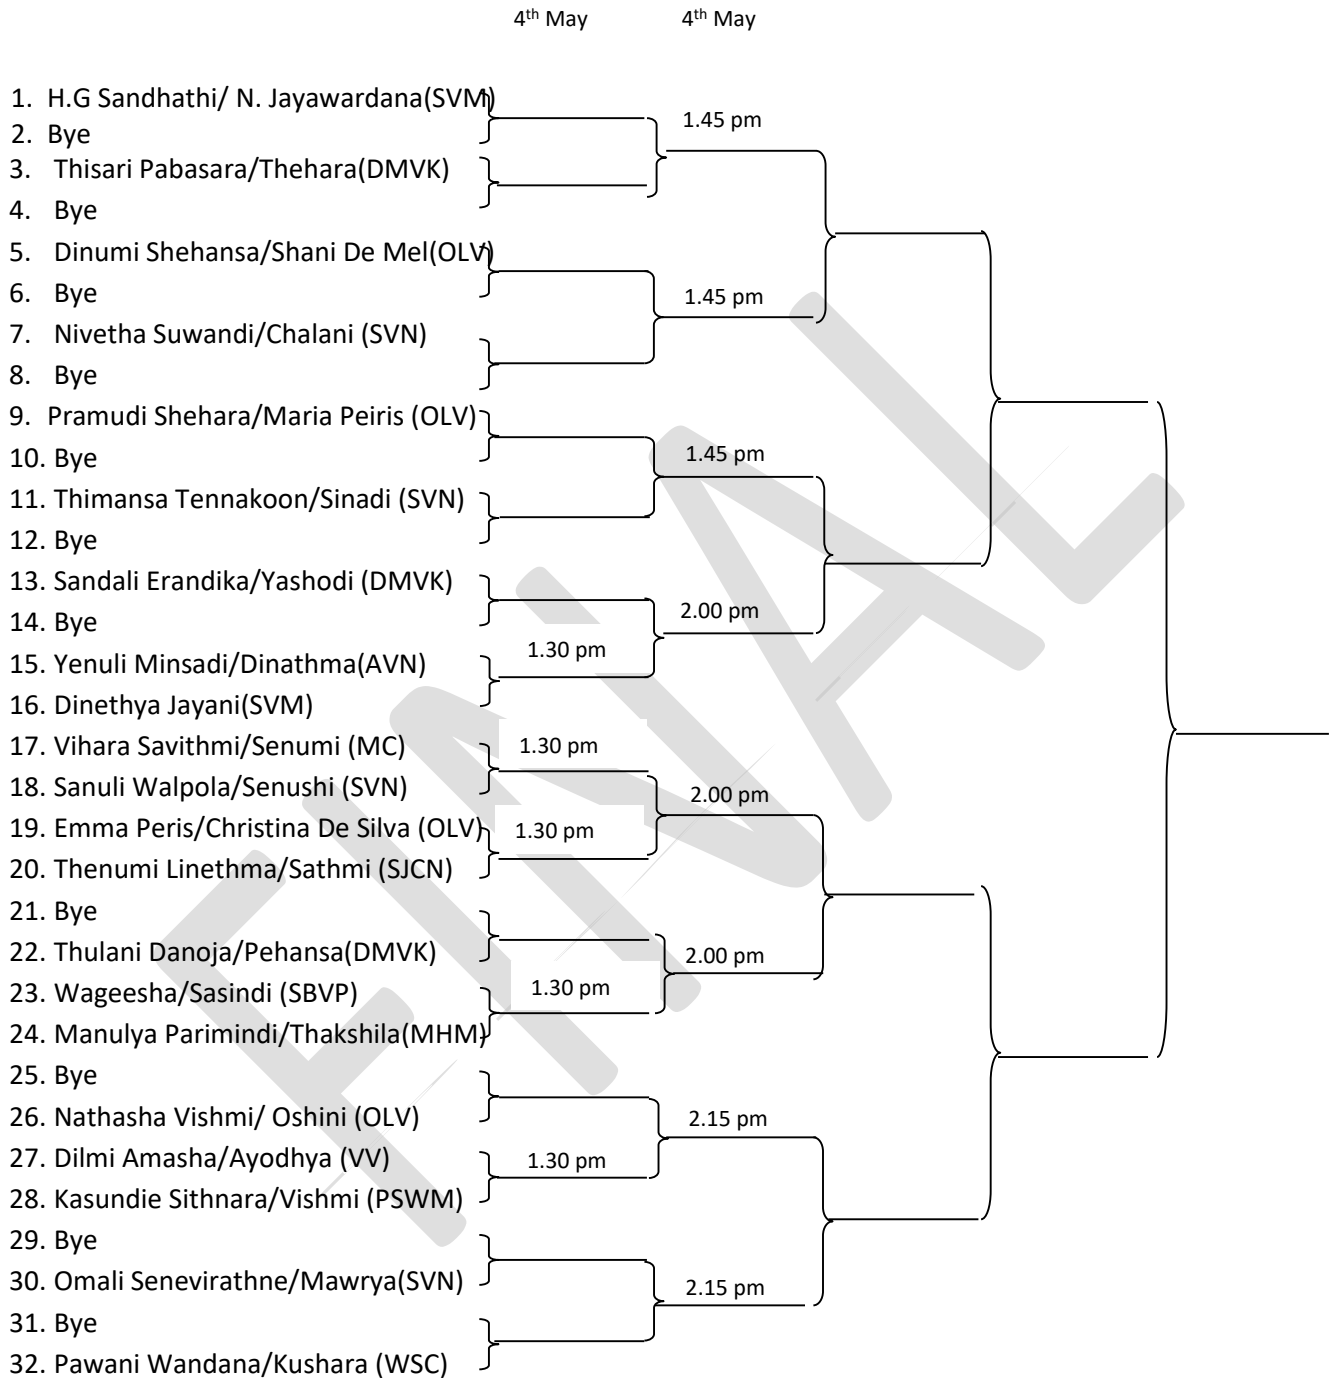 4th May 4th May
1. H.G Sandhathi/ N. Jayawardana(SVM)
1.45 pm
2. Bye
3. Thisari Pabasara/Thehara(DMVK)
4. Bye
5. Dinumi Shehansa/Shani De Mel(OLV)
6. Bye 1.45 pm
7. Nivetha Suwandi/Chalani (SVN)
8. Bye
9. Pramudi Shehara/Maria Peiris (OLV)
10. Bye 1.45 pm
11. Thimansa Tennakoon/Sinadi (SVN)
12. Bye
13. Sandali Erandika/Yashodi (DMVK)
14. Bye 2.00 pm
15. Yenuli Minsadi/Dinathma(AVN) 1.30 pm
16. Dinethya Jayani(SVM)
17. Vihara Savithmi/Senumi (MC) 1.30 pm
18. Sanuli Walpola/Senushi (SVN) 2.00 pm
19. Emma Peris/Christina De Silva (OLV) 1.30 pm
20. Thenumi Linethma/Sathmi (SJCN)
21. Bye
22. Thulani Danoja/Pehansa(DMVK) 2.00 pm
23. Wageesha/Sasindi (SBVP) 1.30 pm
24. Manulya Parimindi/Thakshila(MHM)
25. Bye
26. Nathasha Vishmi/ Oshini (OLV) 2.15 pm
27. Dilmi Amasha/Ayodhya (VV) 1.30 pm
28. Kasundie Sithnara/Vishmi (PSWM)
29. Bye
30. Omali Senevirathne/Mawrya(SVN) 2.15 pm
31. Bye
32. Pawani Wandana/Kushara (WSC)
FINAL